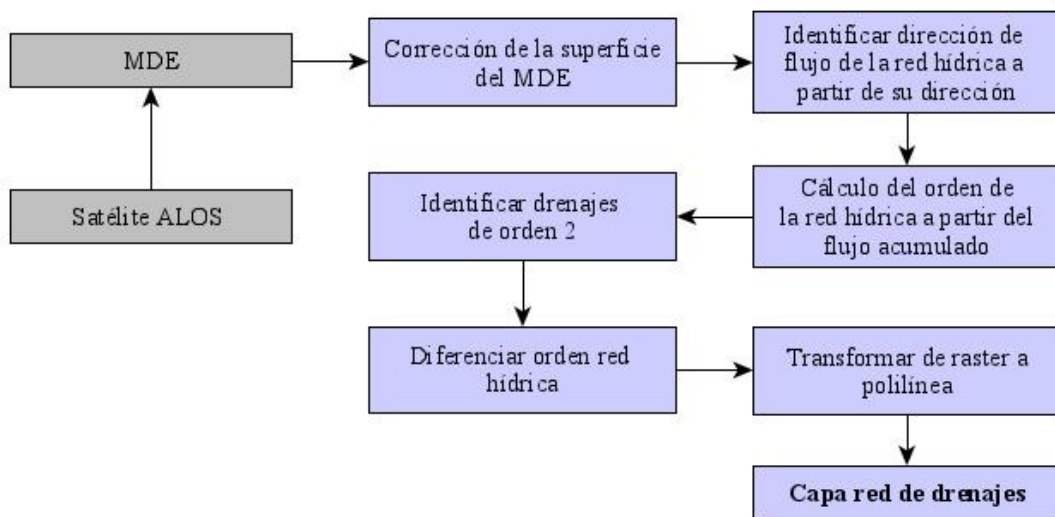 MDE
Corrección de la superficie
del MDE
Identificar dirección de
flujo de la red hídrica a
partir de su dirección
Satélite ALOS
Identificar drenajes
de orden 2
Cálculo del orden de
la red hídrica a partir del
flujo acumulado
Diferenciar orden red
hídrica
Transformar de raster a
polilínea
Capa red de drenajes